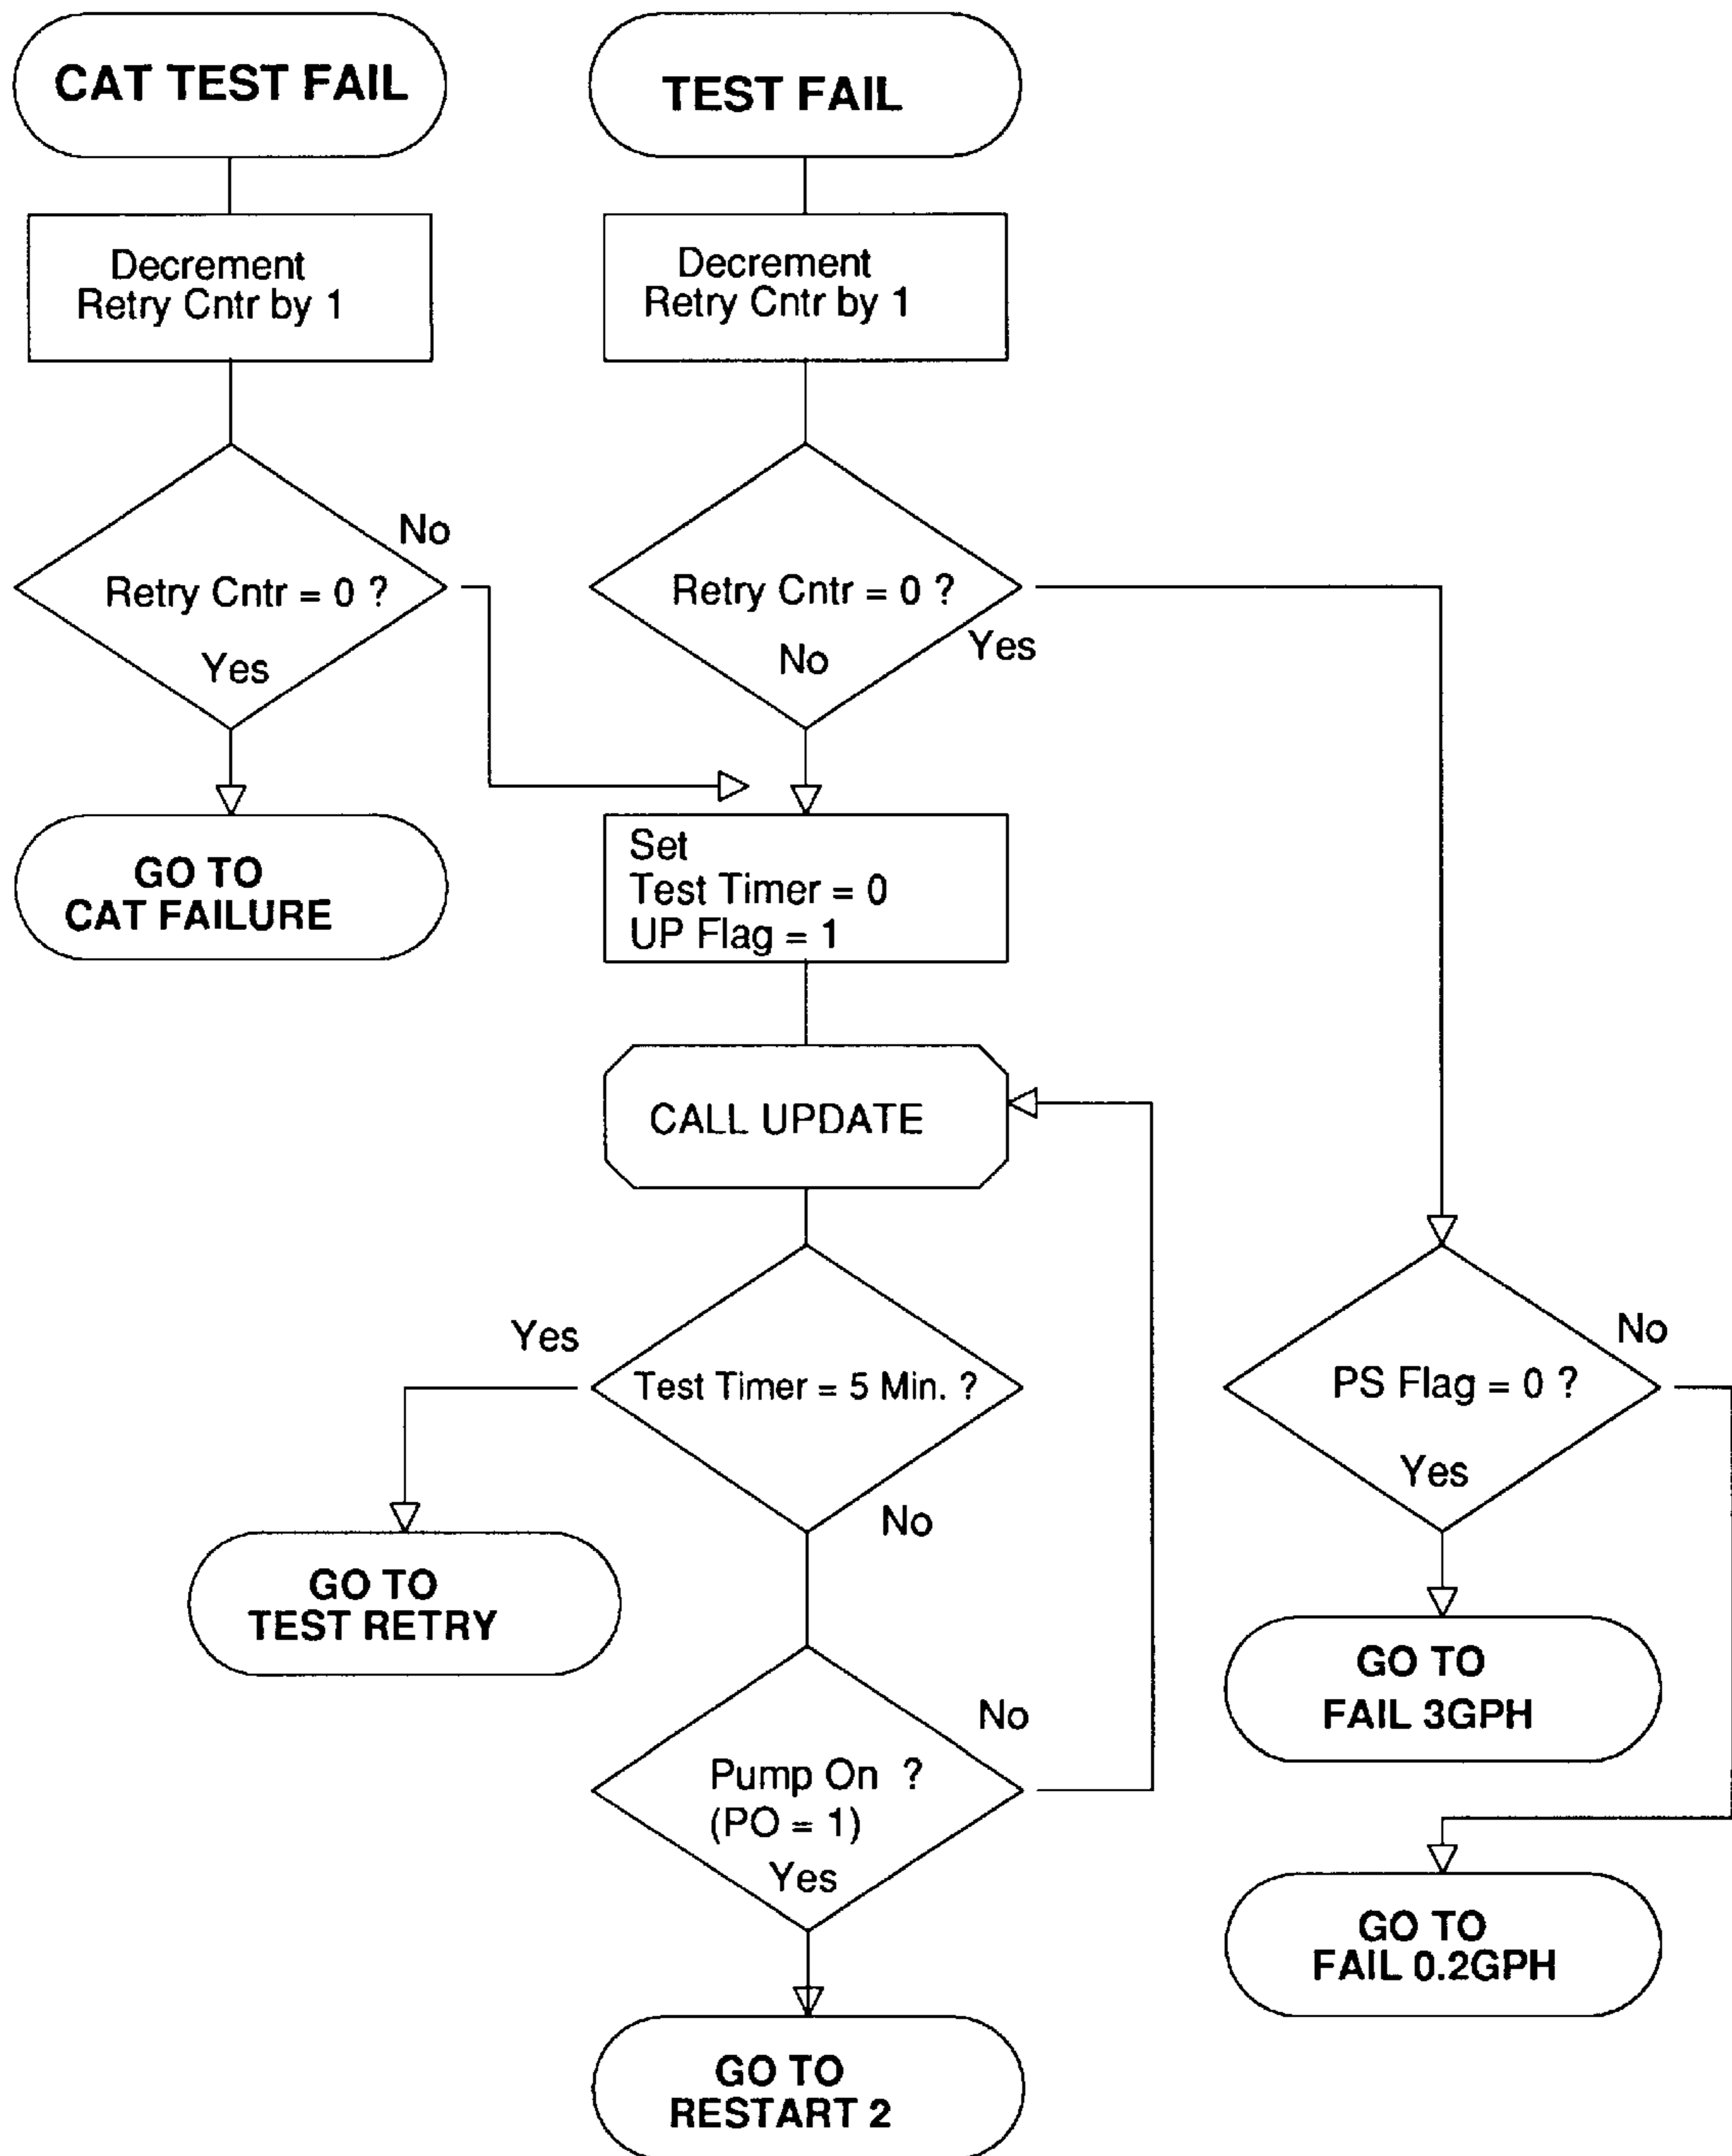 CAT TEST FAIL
TEST FAIL
Decrement
Retry Cntr by 1
Decrement
Retry Cntr by 1
No
Retry Cntr = 0 ?
Yes
Retry Cntr = 0 ?
No
Yes
GO TO
CAT FAILURE
Set
Test Timer = 0
UP Flag = 1
CALL UPDATE
Yes
Test Timer = 5 Min. ?
No
No
PS Flag = 0 ?
Yes
GO TO
TEST RETRY
No
Pump On ?
(PO = 1)
Yes
GO TO
FAIL 3GPH
GO TO
FAIL 0.2GPH
GO TO
RESTART 2